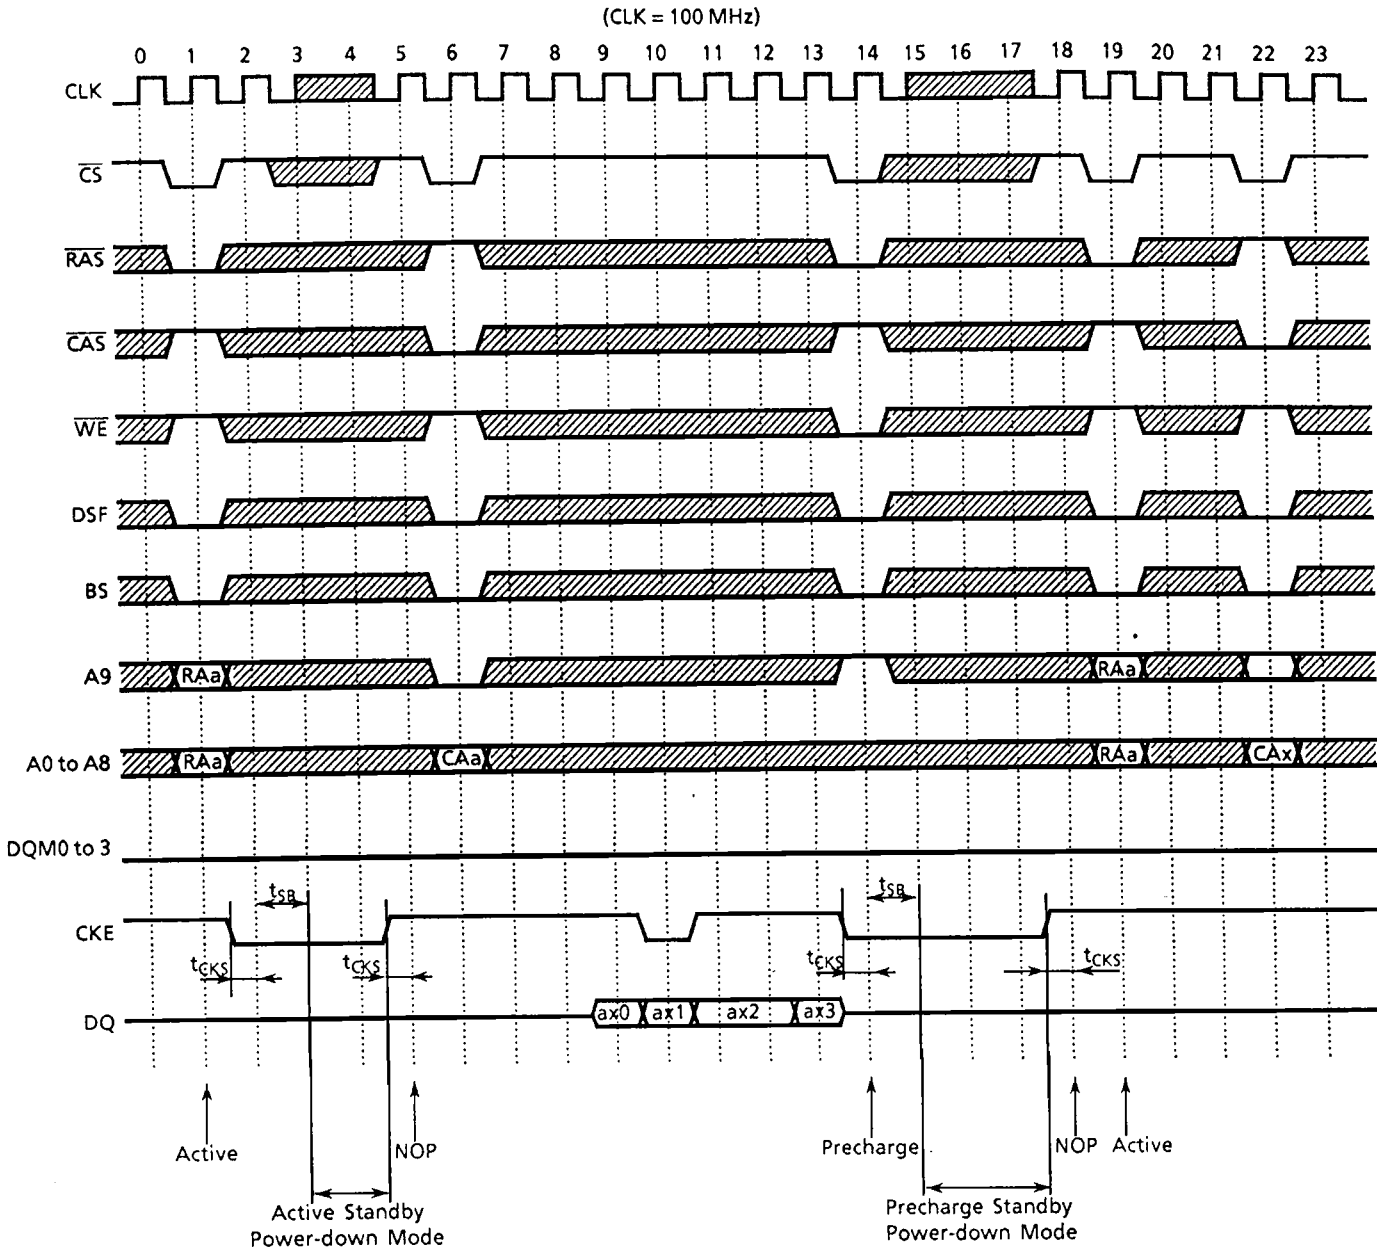 (CLK = 100 MHz)
0 1 2 3 4 5 6 7 8 9 10 11 12 13 14 15 16 17 18 19 20 21 22 23
CLK
CS
RAS
CAS
WE
DSF
BS
A9 RAa RAa
A0 to A8 RAa CAa RAa CAx
DQM0 to 3
tSB tSB
CKE
tCKS tCKS tCKS tCKS
DQ ax0 ax1 ax2 ax3
Active NOP Precharge NOP Active
Active Standby
Power-down Mode
Precharge Standby
Power-down Mode